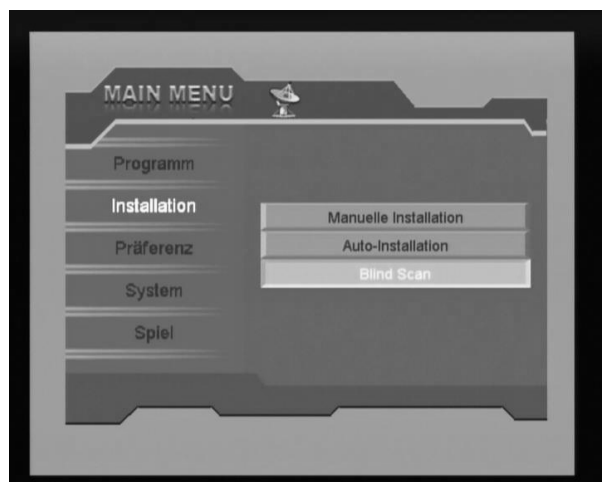 MAIN MENU
Programm
Installation
Präferenz
System
Spiel
Manuelle Installation
Auto-Installation
Blind Scan